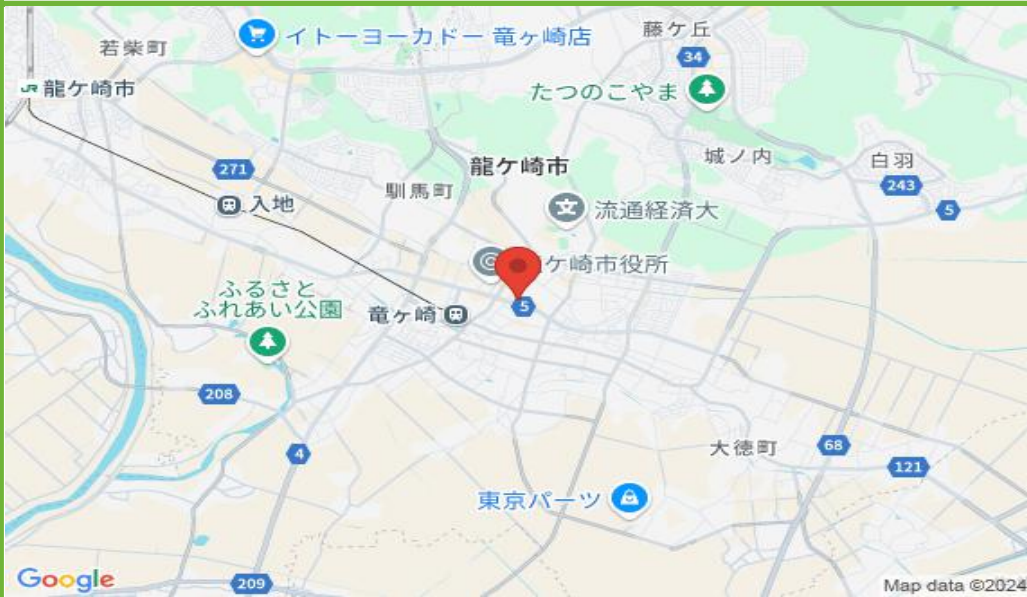 藤ケ丘
イトーヨーカドー 竜ヶ崎店
若柴町
34
JR 龍ケ崎市
たつのこやま
龍ケ崎市
城ノ内
白羽
271
馴馬町
243
入地
流通経済大
5
ケ崎市役所
ふるさと
ふれあい公園
竜ヶ崎
5
208
4
大徳町
68
121
東京パーツ
209
Google
Map data ©2024